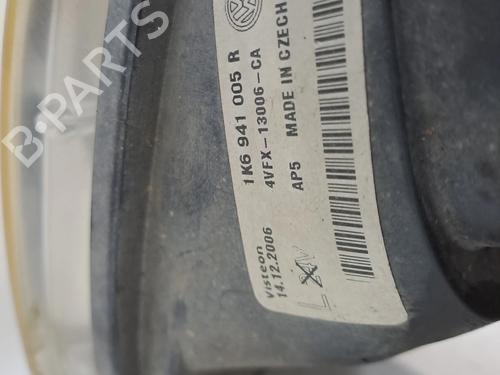 1K6 941 005 R
4VFX-13006-CA
AP5 MADE IN CZECH
Visteon
14.12.2006
L
B-PARTS